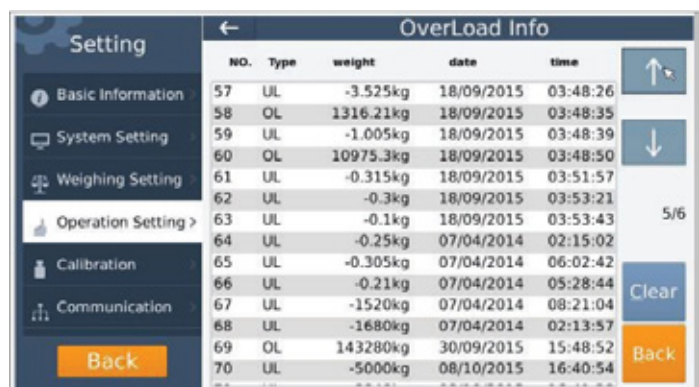 Setting
Basic Information >
System Setting >
Weighing Setting >
Operation Setting >
Calibration >
Communication >
Back
← OverLoad Info
NO. Type weight date time
57 UL -3.525kg 18/09/2015 03:48:26
58 OL 1316.21kg 18/09/2015 03:48:35
59 UL -1.005kg 18/09/2015 03:48:39
60 OL 10975.3kg 18/09/2015 03:48:50
61 UL -0.315kg 18/09/2015 03:51:57
62 UL -0.3kg 18/09/2015 03:53:21
63 UL -0.1kg 18/09/2015 03:53:43
64 UL -0.25kg 07/04/2014 02:15:02
65 UL -0.305kg 07/04/2014 06:02:42
66 UL -0.21kg 07/04/2014 05:28:44
67 UL -1520kg 07/04/2014 08:21:04
68 UL -1680kg 07/04/2014 02:13:57
69 OL 143280kg 30/09/2015 15:48:52
70 UL -5000kg 08/10/2015 16:40:54
↑
↓
5/6
Clear
Back